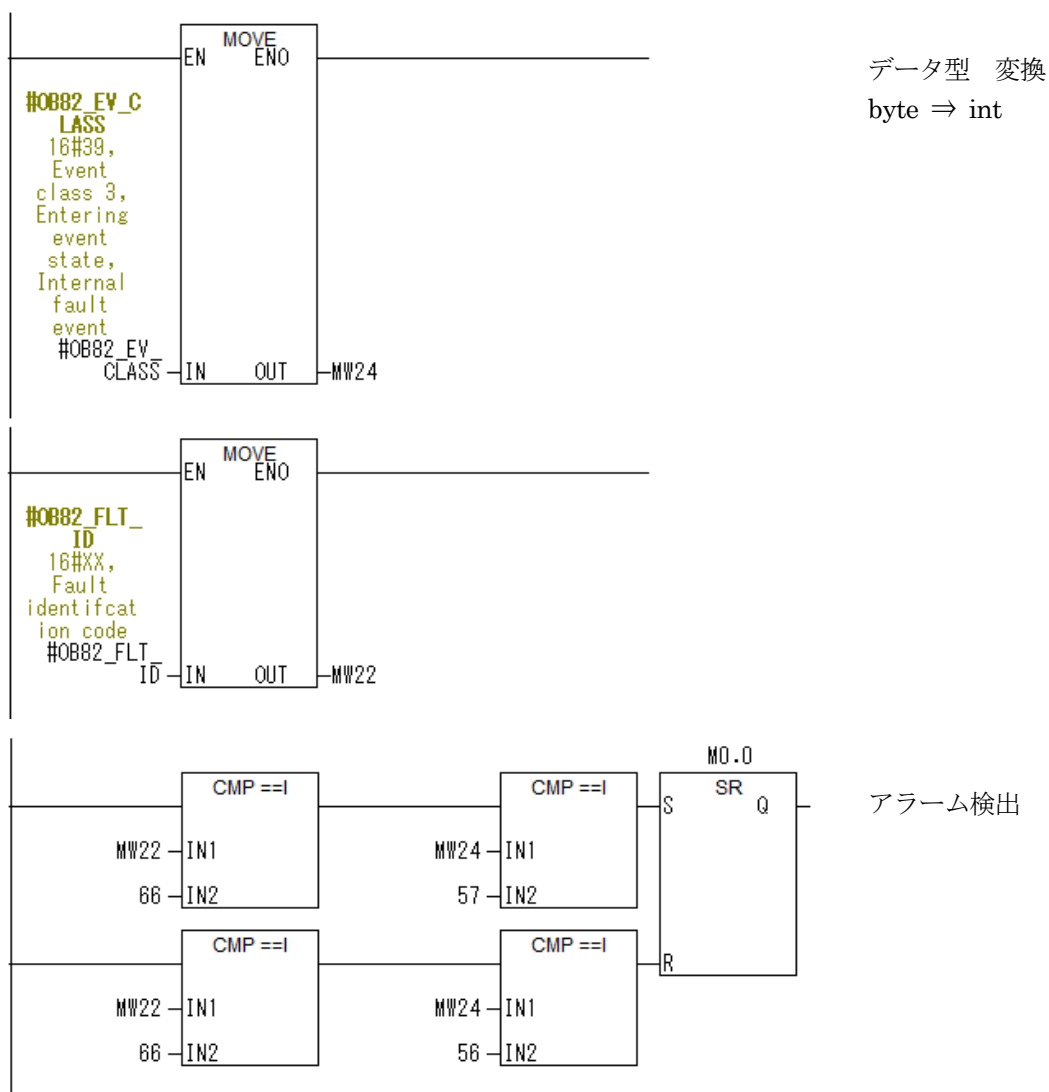 MOVE
EN ENO
データ型 変換
byte ⇒ int
#OB82_EV_C
LASS
16#39,
Event
class 3,
Entering
event
state,
Internal
fault
event
#OB82_EV_
CLASS IN OUT MW24
MOVE
EN ENO
#OB82_FLT_
ID
16#XX,
Fault
identifcat
ion code
#OB82_FLT_
ID IN OUT MW22
M0.0
CMP ==I CMP ==I SR
S Q
アラーム検出
MW22 IN1 MW24 IN1
66 IN2 57 IN2
CMP ==I CMP ==I
R
MW22 IN1 MW24 IN1
66 IN2 56 IN2